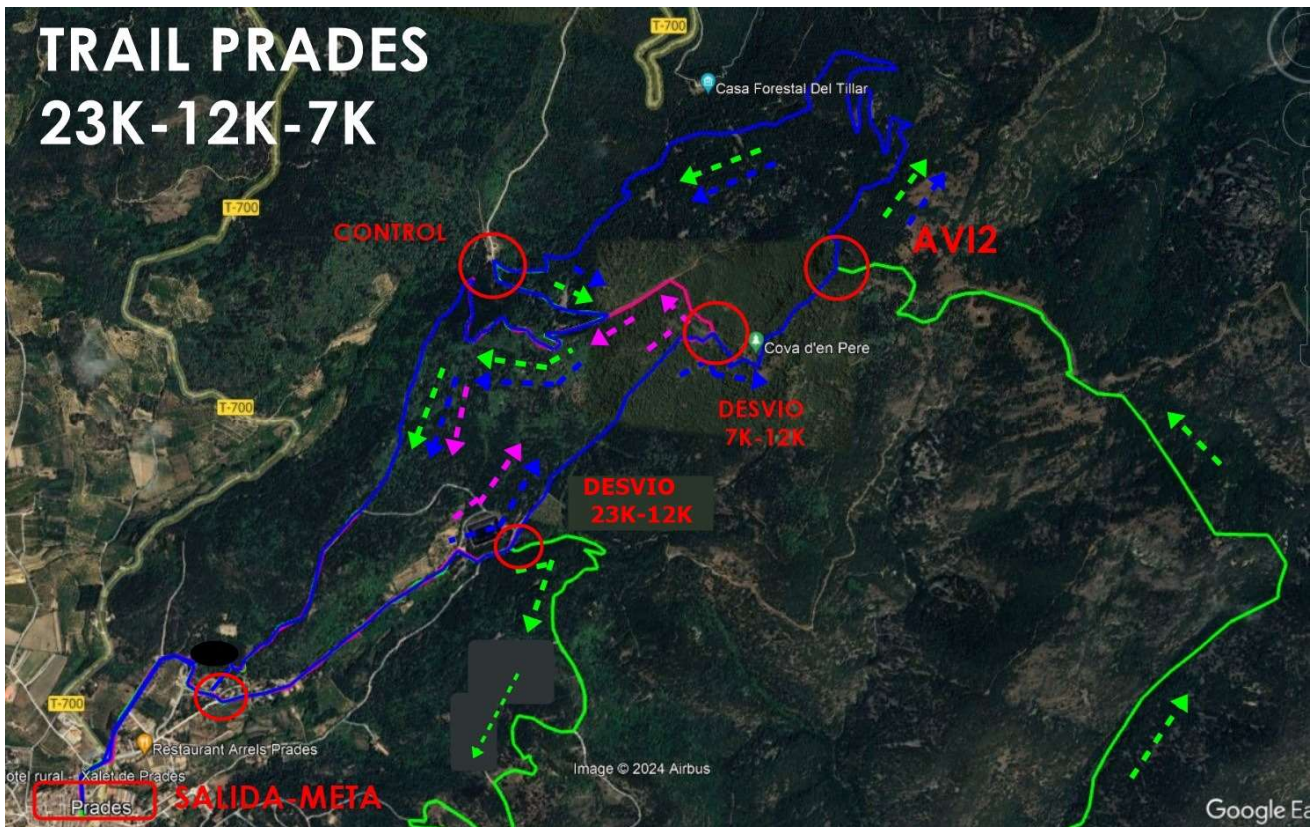 TRAIL PRADES
23K-12K-7K
T-700
Casa Forestal Del Tillar
T-700
CONTROL
AVI2
Cova d'en Pere
T-700
DESVIO
7K-12K
DESVIO
23K-12K
T-700
Restaurant Arrels Prades
otel rural - Xalet de Prades
Prades
SALIDA-META
Image © 2024 Airbus
Google Ea